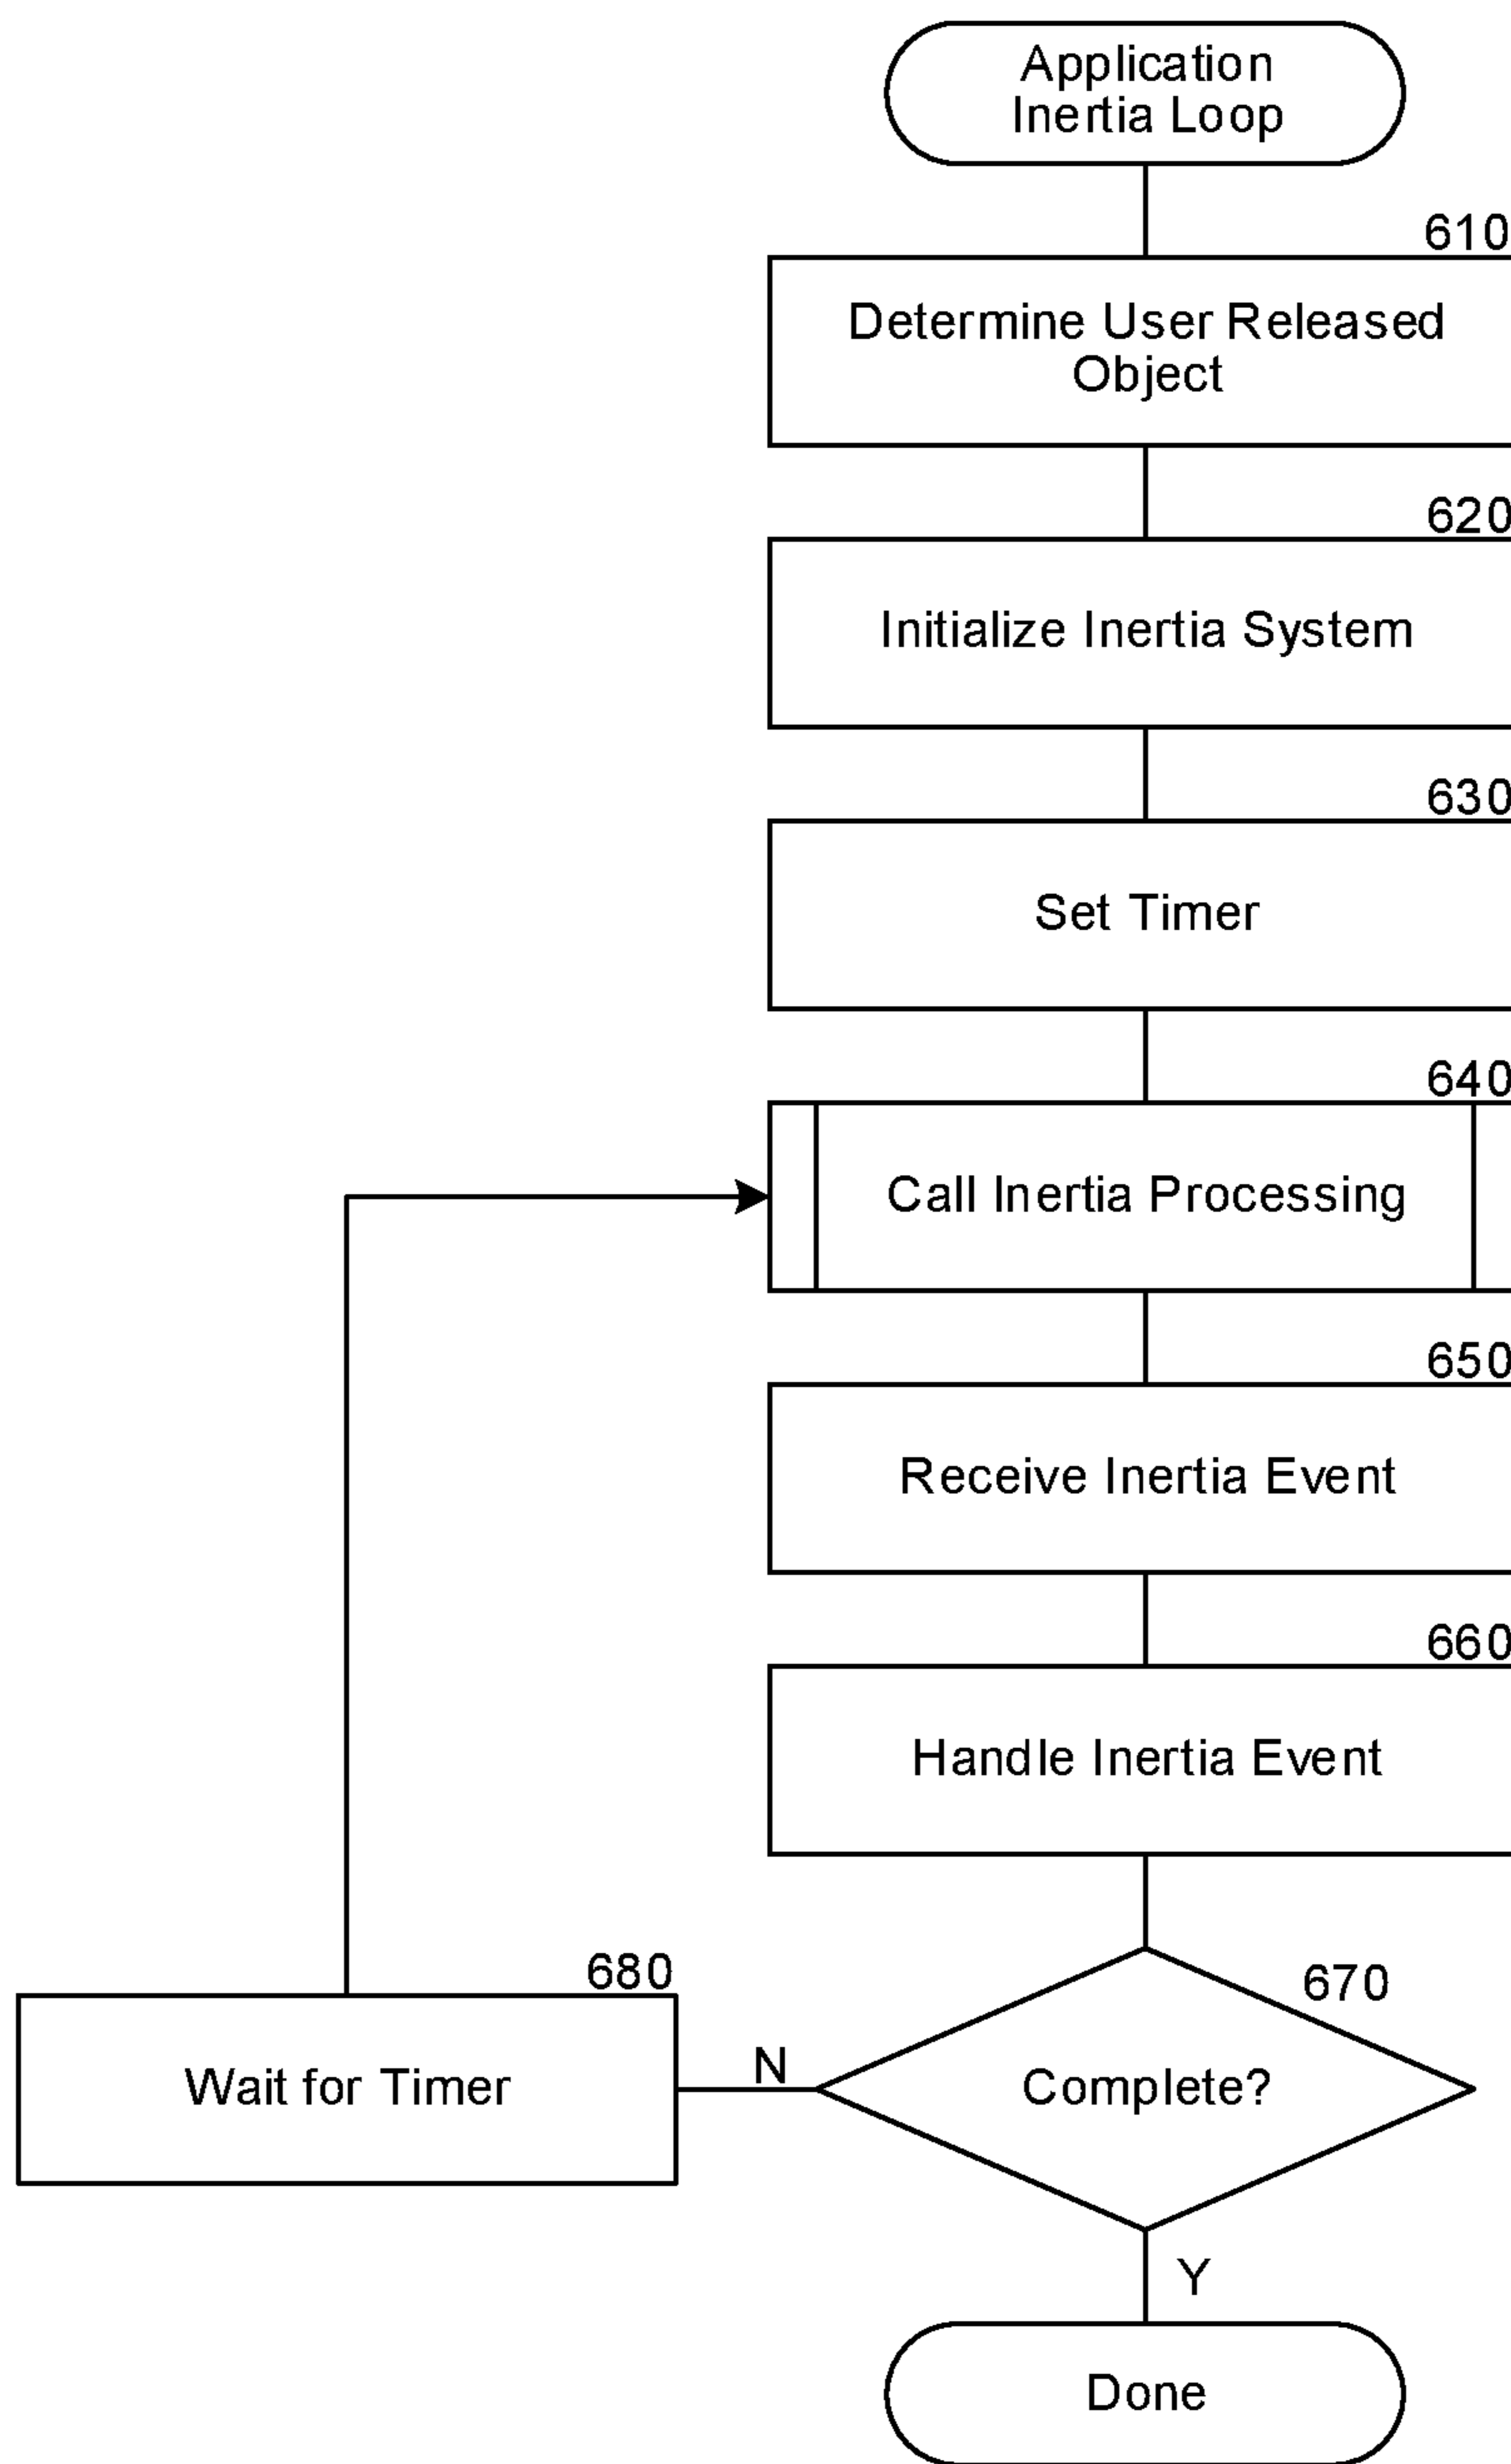 Application
Inertia Loop
610
Determine User Released
Object
620
Initialize Inertia System
630
Set Timer
640
Call Inertia Processing
650
Receive Inertia Event
660
Handle Inertia Event
680
670
Wait for Timer
N
Complete?
Y
Done